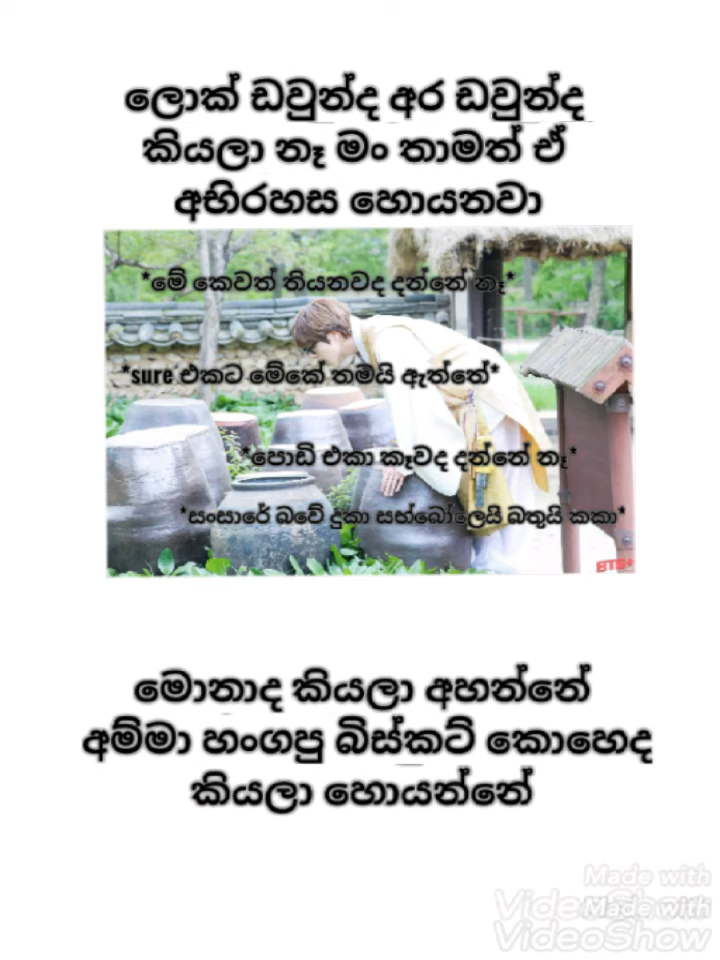 ලොක් ඩවුන්ද අර ඩවුන්ද
කියලා නෑ මං තාමත් ඒ
අභිරහස හොයනවා
*මේ කෙවත් තියනවද දන්නේ නෑ*
*sure එකට මේකේ තමයි ඇත්තේ*
*පොඩි එකා කෑවද දන්නේ නෑ*
*සංසාරේ බවේ දුකා සහ්බෝලෙයි බතුයි කකා*
BTS
මොනාද කියලා අහන්නේ
අම්මා හංගපු බිස්කට් කොහෙද
කියලා හොයන්නේ
Made with
VideoShow
Made with
VideoShow